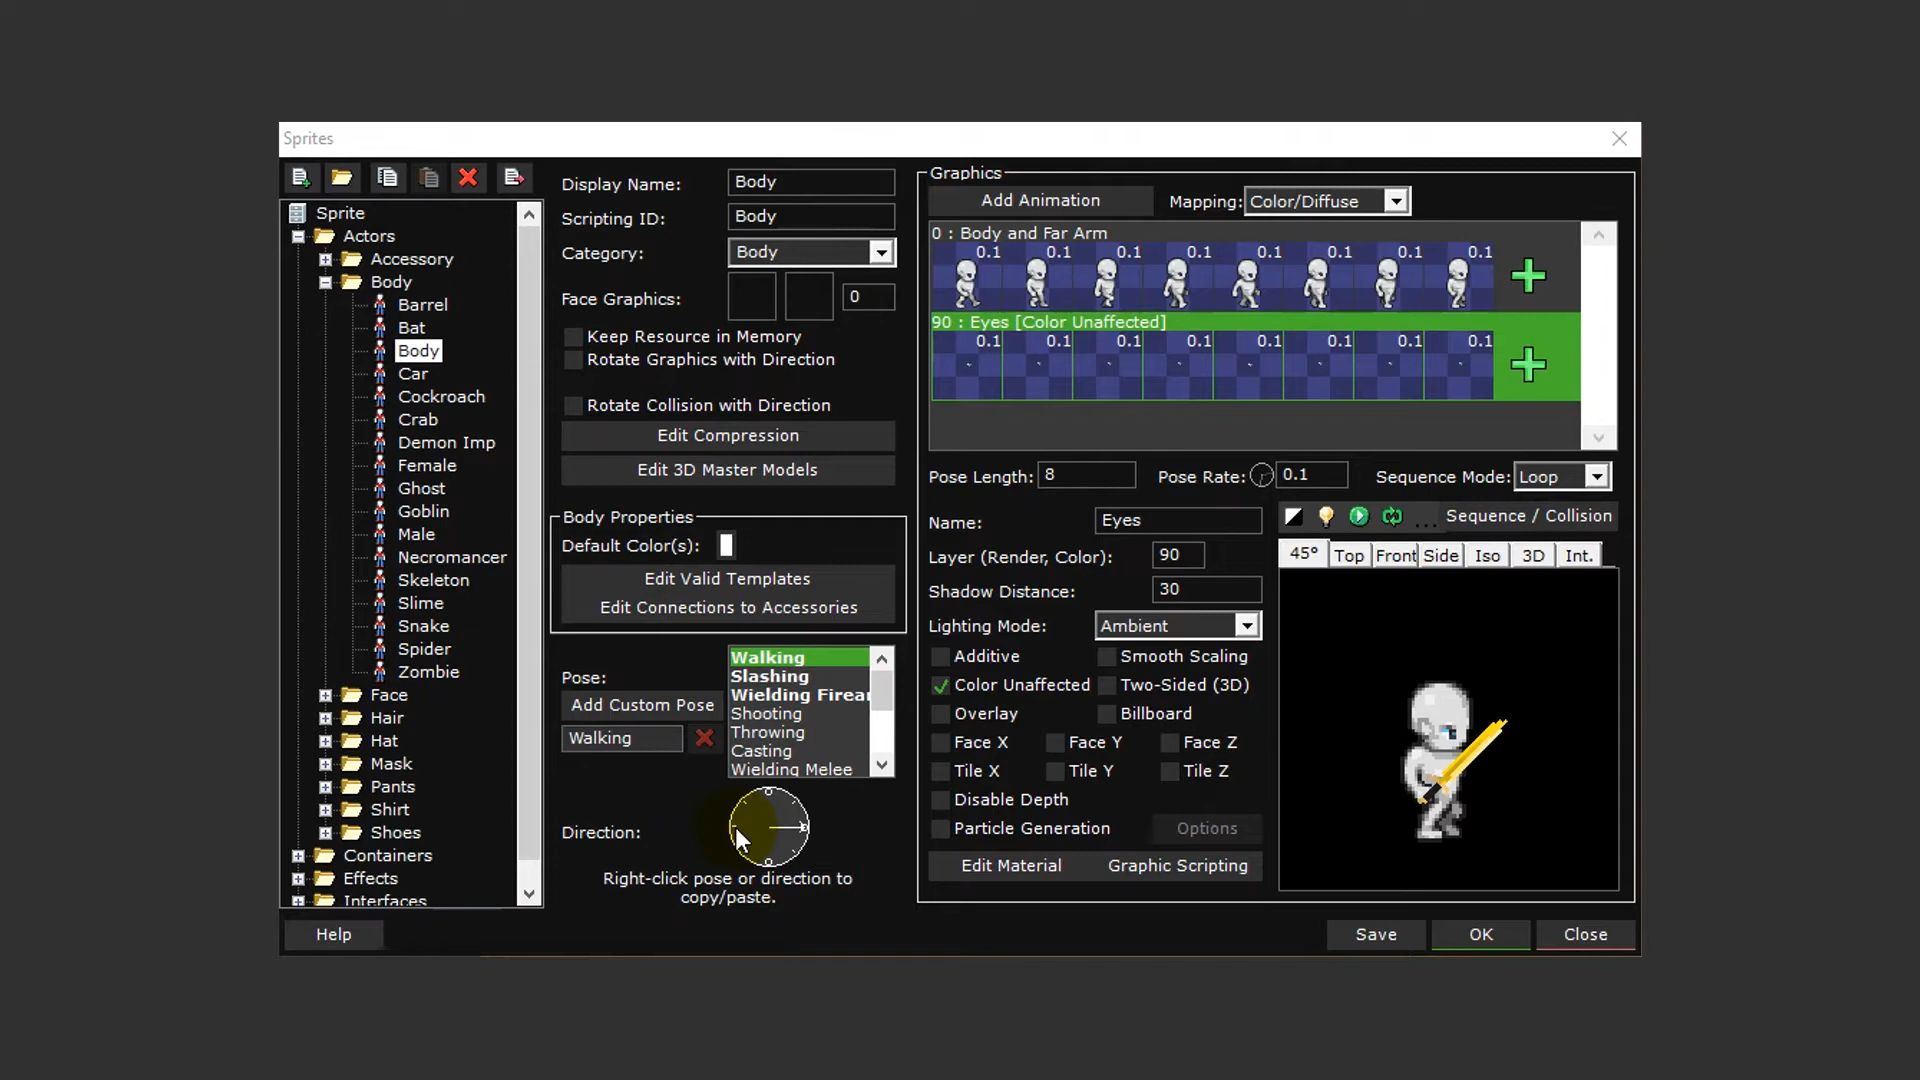 Sprites
Sprite
Actors
Accessory
Body
Barrel
Bat
Body
Car
Cockroach
Crab
Demon Imp
Female
Ghost
Goblin
Male
Necromancer
Skeleton
Slime
Snake
Spider
Zombie
Face
Hair
Hat
Mask
Pants
Shirt
Shoes
Containers
Effects
Interfaces
Help
Display Name: Body
Scripting ID: Body
Category: Body
Face Graphics: 0
Keep Resource in Memory
Rotate Graphics with Direction
Rotate Collision with Direction
Edit Compression
Edit 3D Master Models
Body Properties
Default Color(s):
Edit Valid Templates
Edit Connections to Accessories
Pose:
Add Custom Pose
Walking
Walking
Slashing
Wielding Firear
Shooting
Throwing
Casting
Wielding Melee
Direction:
Right-click pose or direction to
copy/paste.
Graphics
Add Animation Mapping: Color/Diffuse
0 : Body and Far Arm
0.1 0.1 0.1 0.1 0.1 0.1 0.1 0.1
90 : Eyes [Color Unaffected]
0.1 0.1 0.1 0.1 0.1 0.1 0.1 0.1
Pose Length: 8 Pose Rate: 0.1 Sequence Mode: Loop
Name: Eyes
Layer (Render, Color): 90
Shadow Distance: 30
Lighting Mode: Ambient
Additive Smooth Scaling
Color Unaffected Two-Sided (3D)
Overlay Billboard
Face X Face Y Face Z
Tile X Tile Y Tile Z
Disable Depth
Particle Generation Options
Edit Material Graphic Scripting
... Sequence / Collision
45° Top Front Side Iso 3D Int.
Save OK Close